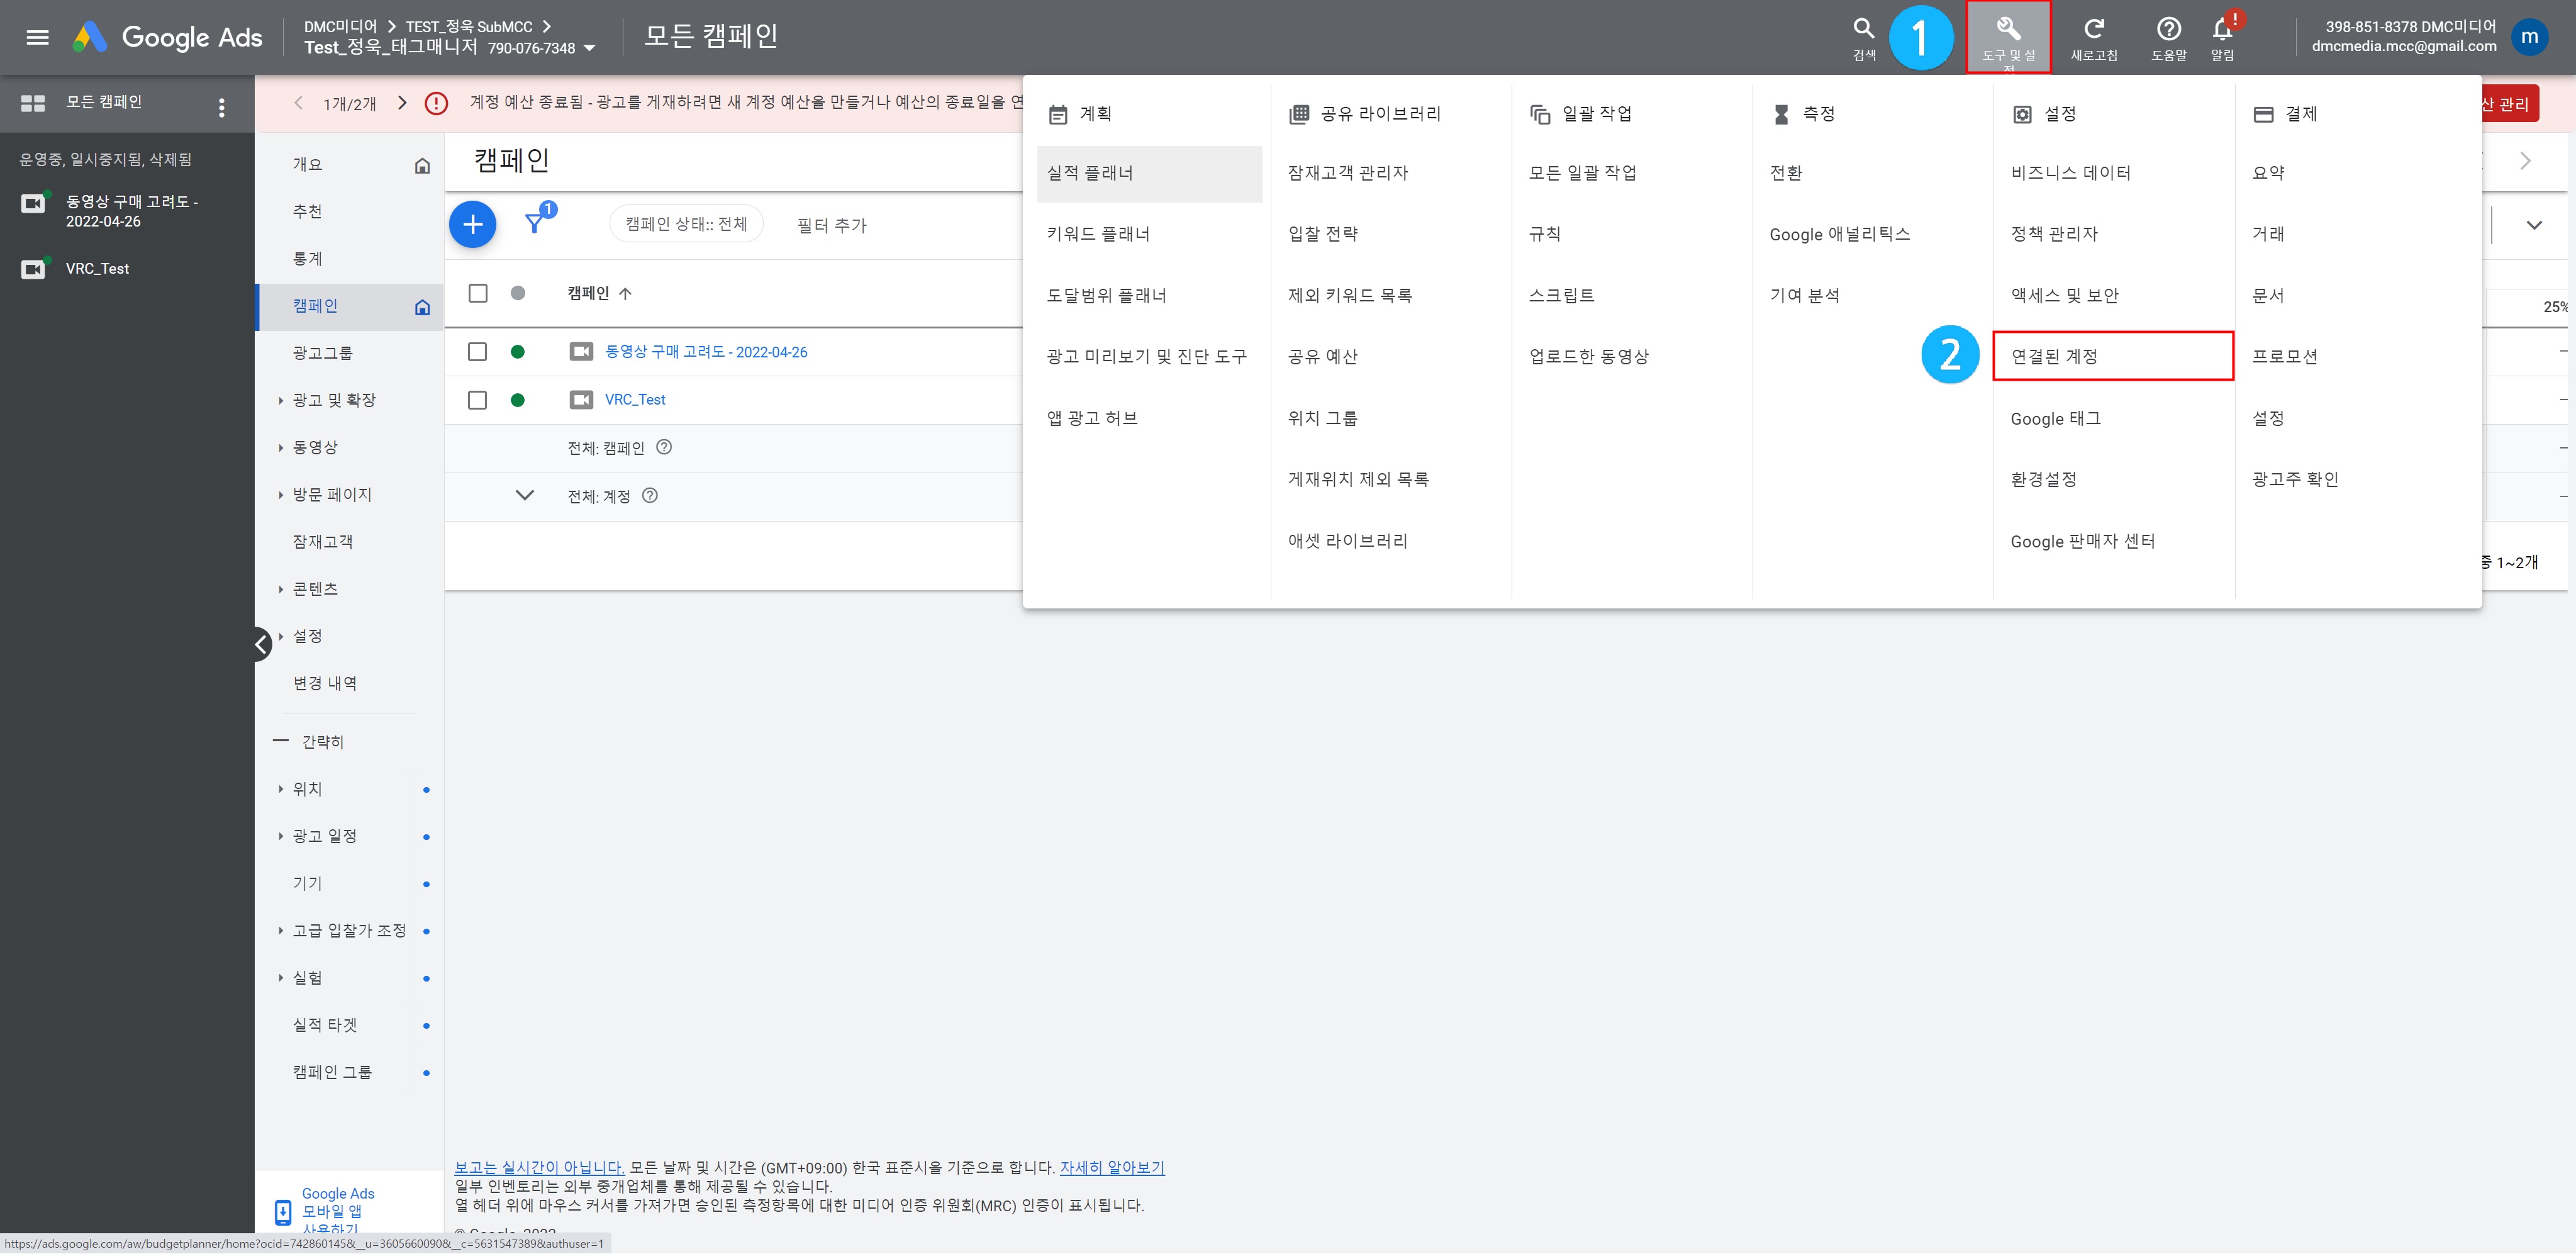 Google Ads
DMC미디어 > TEST_정욱 SubMCC >
Test_정욱_태그매니저 790-076-7348
모든 캠페인
검색
1
도구 및 설정
새로고침
도움말
!
알림
398-851-8378 DMC미디어
dmcmedia.mcc@gmail.com
m
모든 캠페인
운영중, 일시중지됨, 삭제됨
동영상 구매 고려도 -
2022-04-26
VRC_Test
1개/2개
계정 예산 종료됨 - 광고를 게재하려면 새 계정 예산을 만들거나 예산의 종료일을 연
산 관리
개요
추천
통계
캠페인
광고그룹
광고 및 확장
동영상
방문 페이지
잠재고객
콘텐츠
설정
변경 내역
간략히
위치
광고 일정
기기
고급 입찰가 조정
실험
실적 타겟
캠페인 그룹
Google Ads
모바일 앱
사용하기
캠페인
1
캠페인 상태:: 전체
필터 추가
캠페인
동영상 구매 고려도 - 2022-04-26
VRC_Test
전체: 캠페인
전체: 계정
계획
실적 플래너
키워드 플래너
도달범위 플래너
광고 미리보기 및 진단 도구
앱 광고 허브
공유 라이브러리
잠재고객 관리자
입찰 전략
제외 키워드 목록
공유 예산
위치 그룹
게재위치 제외 목록
애셋 라이브러리
일괄 작업
모든 일괄 작업
규칙
스크립트
업로드한 동영상
측정
전환
Google 애널리틱스
기여 분석
설정
비즈니스 데이터
정책 관리자
액세스 및 보안
2
연결된 계정
Google 태그
환경설정
Google 판매자 센터
결제
요약
거래
문서
프로모션
설정
광고주 확인
25%
중 1~2개
보고는 실시간이 아닙니다. 모든 날짜 및 시간은 (GMT+09:00) 한국 표준시을 기준으로 합니다. 자세히 알아보기
일부 인벤토리는 외부 중개업체를 통해 제공될 수 있습니다.
열 헤더 위에 마우스 커서를 가져가면 승인된 측정항목에 대한 미디어 인증 위원회(MRC) 인증이 표시됩니다.
© Google, 2022
https://ads.google.com/aw/budgetplanner/home?ocid=742860145&__u=3605660090&__c=5631547389&authuser=1